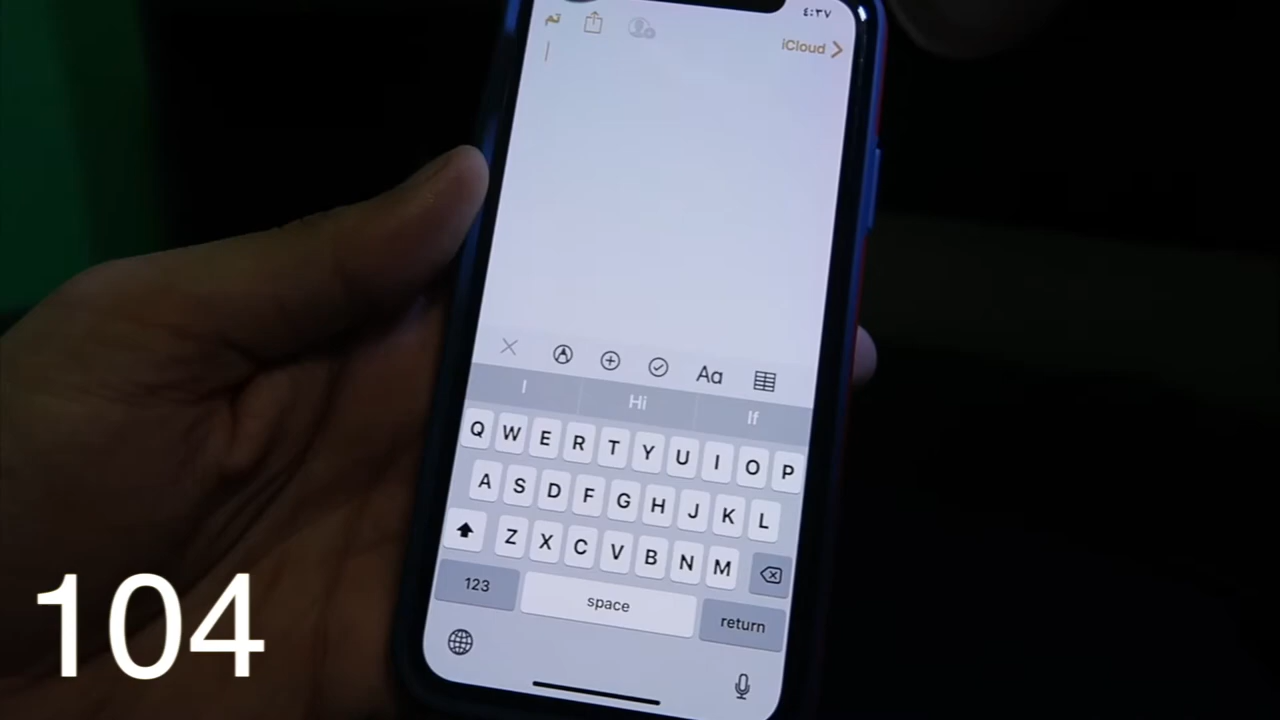 ٤:٣٧
تم
iCloud
Aa
I Hi If
Q W E R T Y U I O P
A S D F G H J K L
Z X C V B N M
123 space return
104